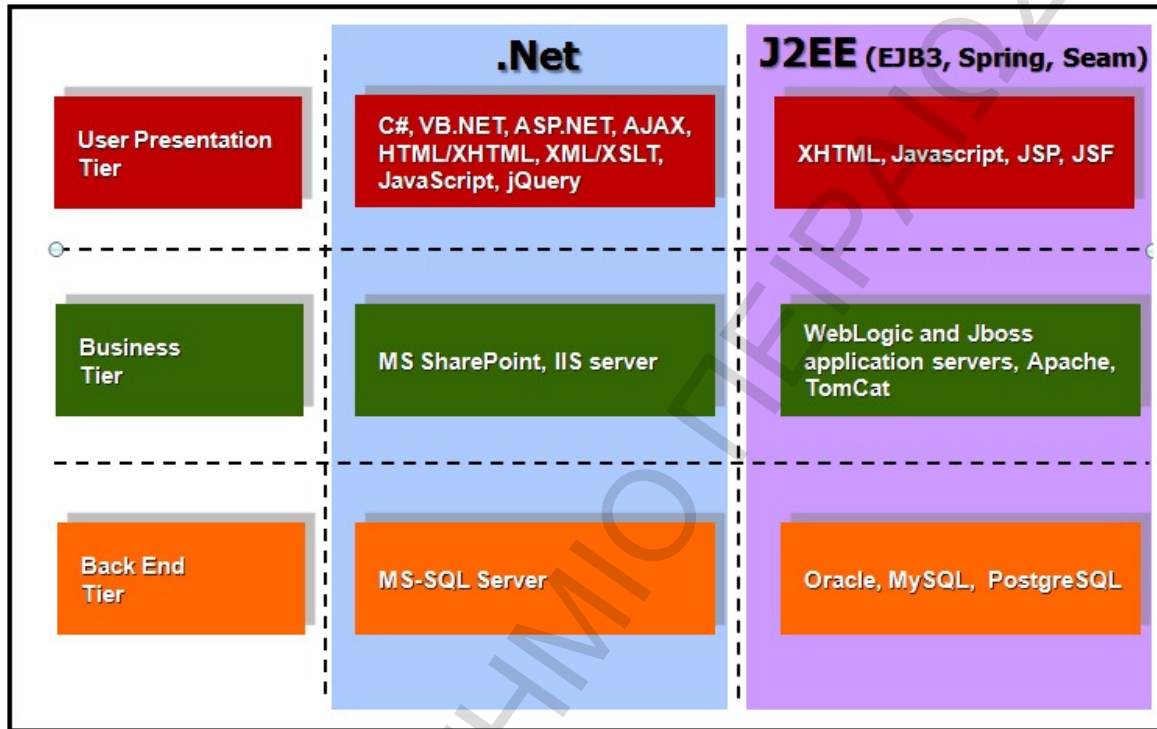 .Net
J2EE (EJB3, Spring, Seam)
User Presentation
Tier
C#, VB.NET, ASP.NET, AJAX,
HTML/XHTML, XML/XSLT,
JavaScript, jQuery
XHTML, Javascript, JSP, JSF
Business
Tier
MS SharePoint, IIS server
WebLogic and Jboss
application servers, Apache,
TomCat
Back End
Tier
MS-SQL Server
Oracle, MySQL, PostgreSQL